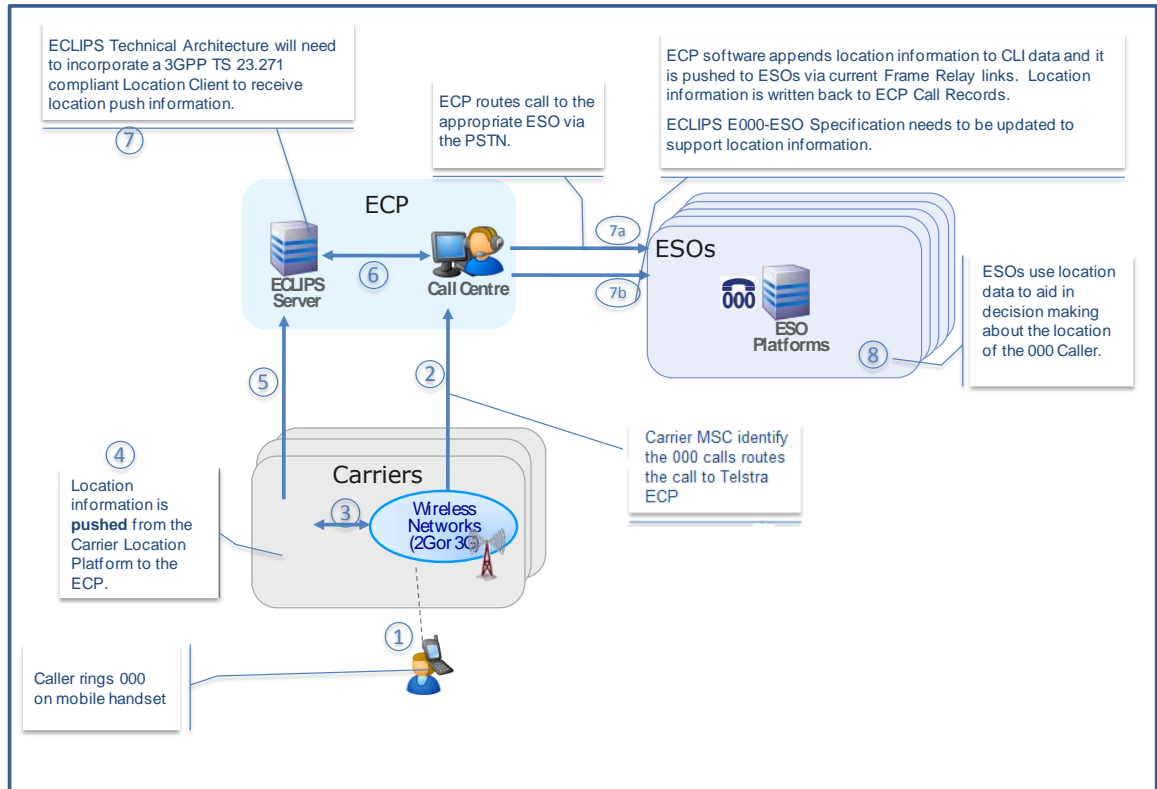 ECLIPS Technical Architecture will need
to incorporate a 3GPP TS 23.271
compliant Location Client to receive
location push information.
7
ECP routes call to the
appropriate ESO via
the PSTN.
ECP software appends location information to CLI data and it
is pushed to ESOs via current Frame Relay links. Location
information is written back to ECP Call Records.
ECLIPS E000-ESO Specification needs to be updated to
support location information.
ECP
ECLIPS
Server
6
Call Centre
7a
7b
ESOs
000
ESO
Platforms
8
ESOs use location
data to aid in
decision making
about the location
of the 000 Caller.
5
2
Carrier MSC identify
the 000 calls routes
the call to Telstra
ECP
4
Location
information is
pushed from the
Carrier Location
Platform to the
ECP.
Carriers
3
Wireless
Networks
(2Gor 3G)
1
Caller rings 000
on mobile handset